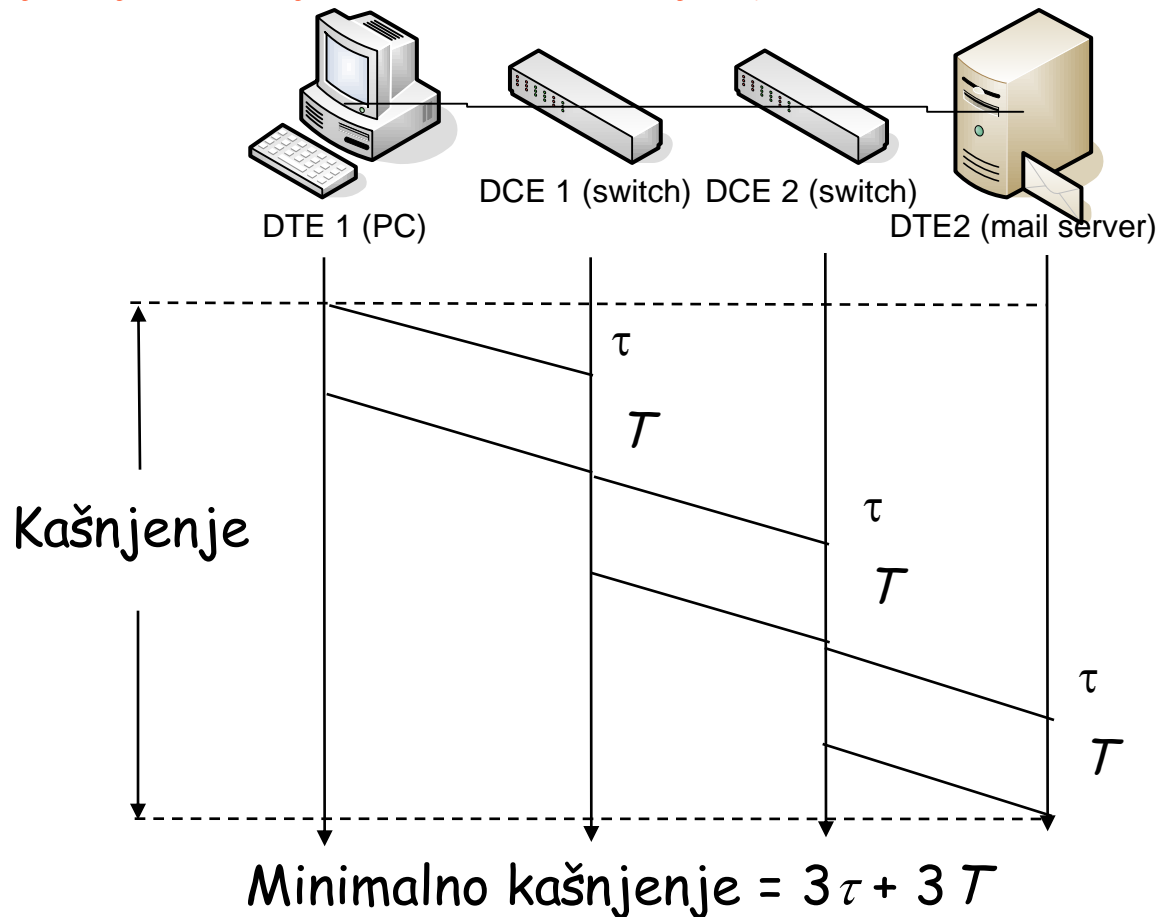 DCE 1 (switch) DCE 2 (switch)
DTE 1 (PC)
DTE2 (mail server)
τ
T
τ
Kašnjenje
T
τ
T
Minimalno kašnjenje = 3τ + 3T